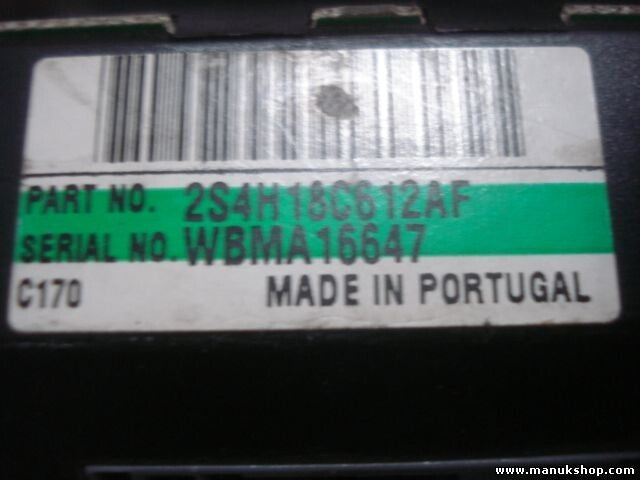 PART NO. 2S4H18C612AF
SERIAL NO. WBMA16647
C170 MADE IN PORTUGAL
www.manukshop.com